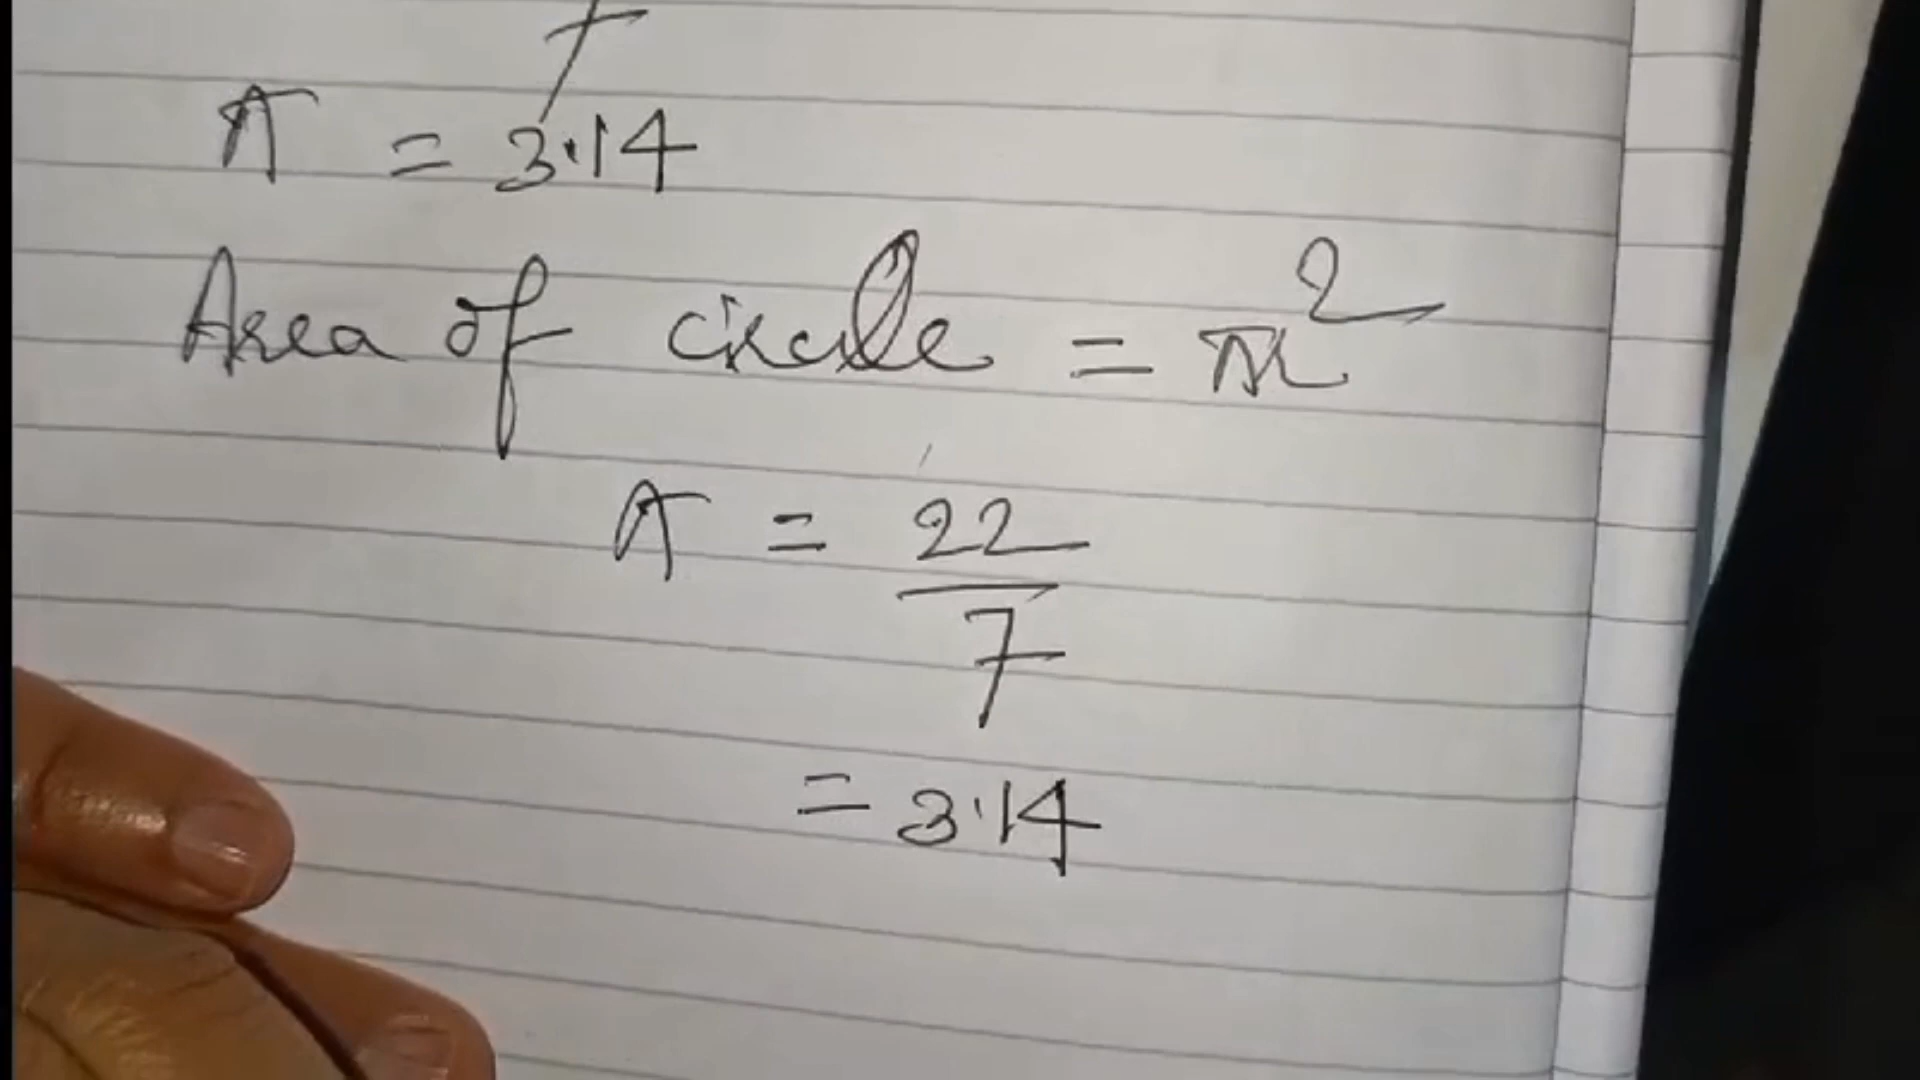 π = 3.14
Area of circle = πr²
π = 22/7
= 3.14